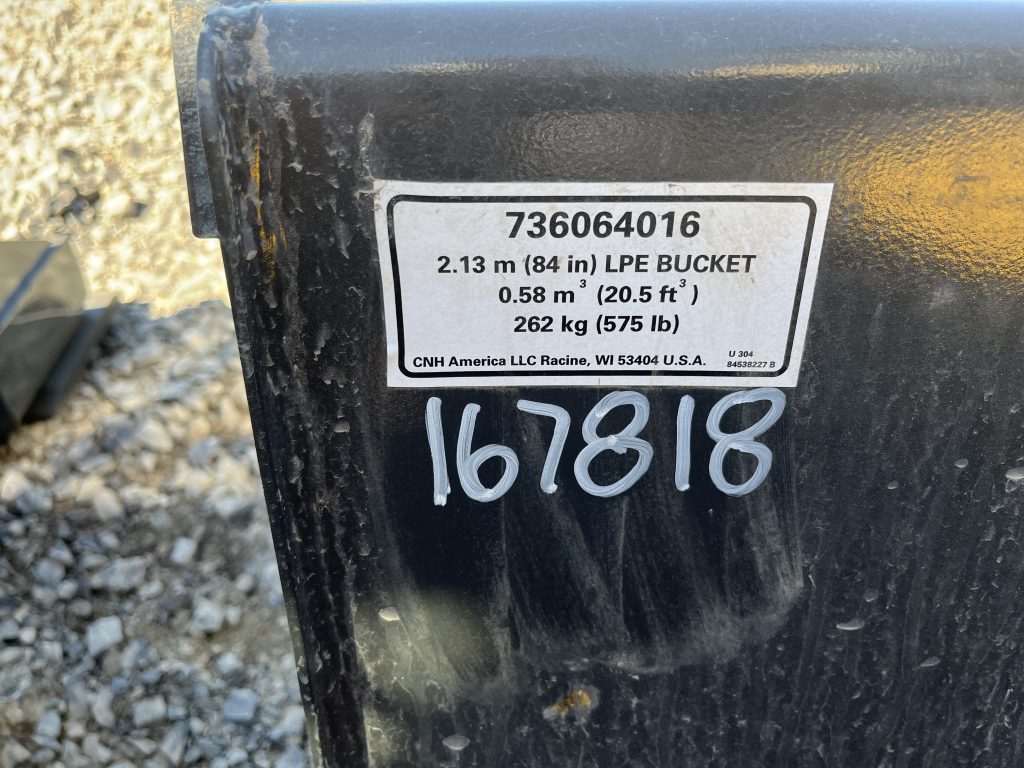 736064016
2.13 m (84 in) LPE BUCKET
0.58 m³ (20.5 ft³)
262 kg (575 lb)
CNH America LLC Racine, WI 53404 U.S.A.
U 304
84538227 B
167818